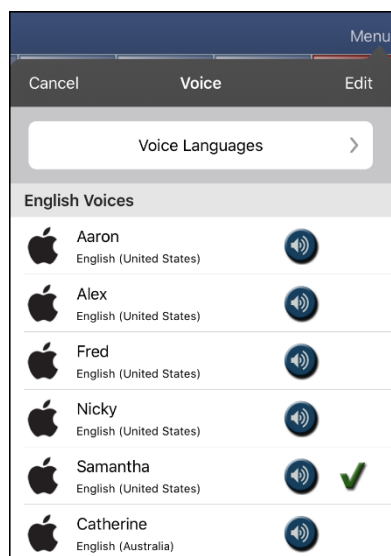 Menu
Cancel Voice Edit
Voice Languages
English Voices
Aaron
English (United States)
Alex
English (United States)
Fred
English (United States)
Nicky
English (United States)
Samantha
English (United States)
Catherine
English (Australia)